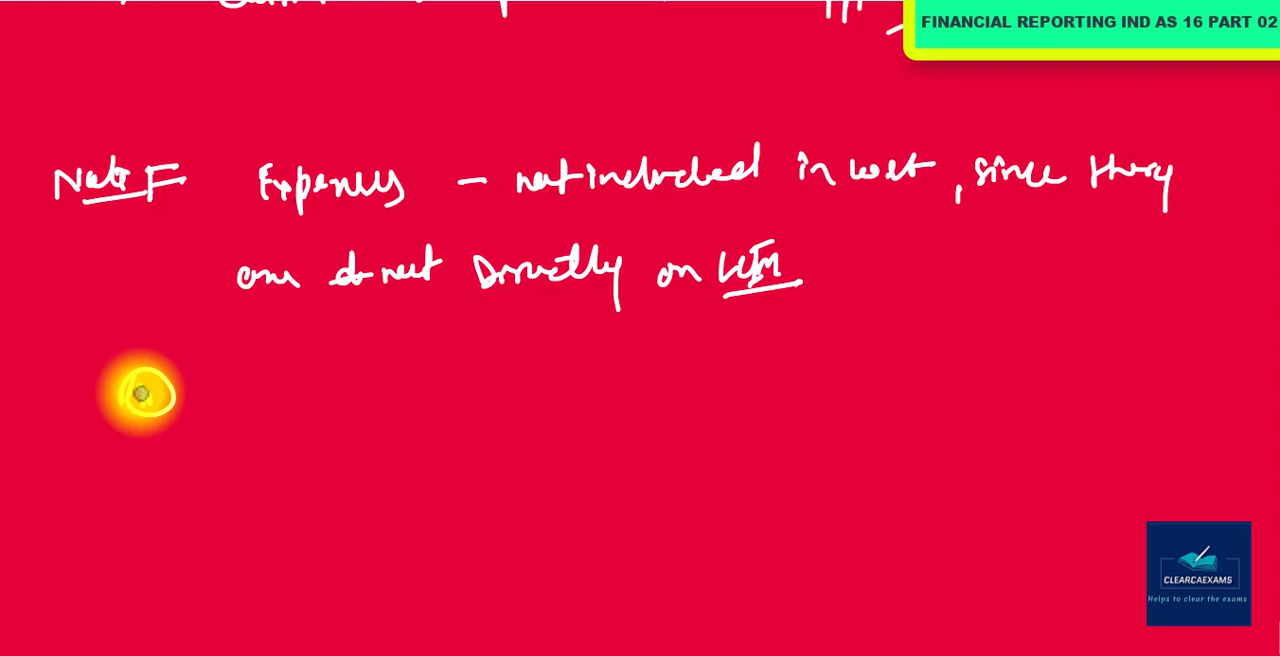 FINANCIAL REPORTING IND AS 16 PART 02
Note F Expenses - not included in cost, since they
are do not Directly on
CLEARCAEXAMS
Helps to clear the exams